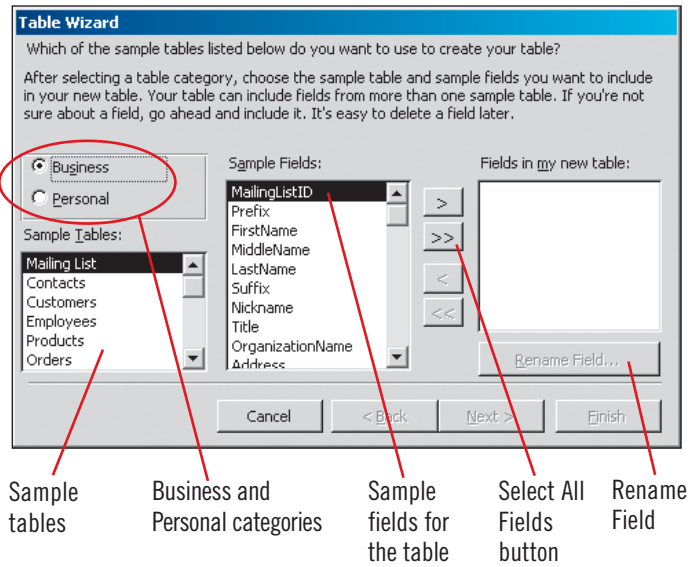 Table Wizard
Which of the sample tables listed below do you want to use to create your table?
After selecting a table category, choose the sample table and sample fields you want to include
in your new table. Your table can include fields from more than one sample table. If you're not
sure about a field, go ahead and include it. It's easy to delete a field later.
Business
Personal
Sample Tables:
Mailing List
Contacts
Customers
Employees
Products
Orders
Sample Fields:
MailingListID
Prefix
FirstName
MiddleName
LastName
Suffix
Nickname
Title
OrganizationName
Address
>
>>
<
<<
Fields in my new table:
Rename Field...
Cancel
< Back
Next >
Finish
Sample
tables
Business and
Personal categories
Sample
fields for
the table
Select All
Fields
button
Rename
Field